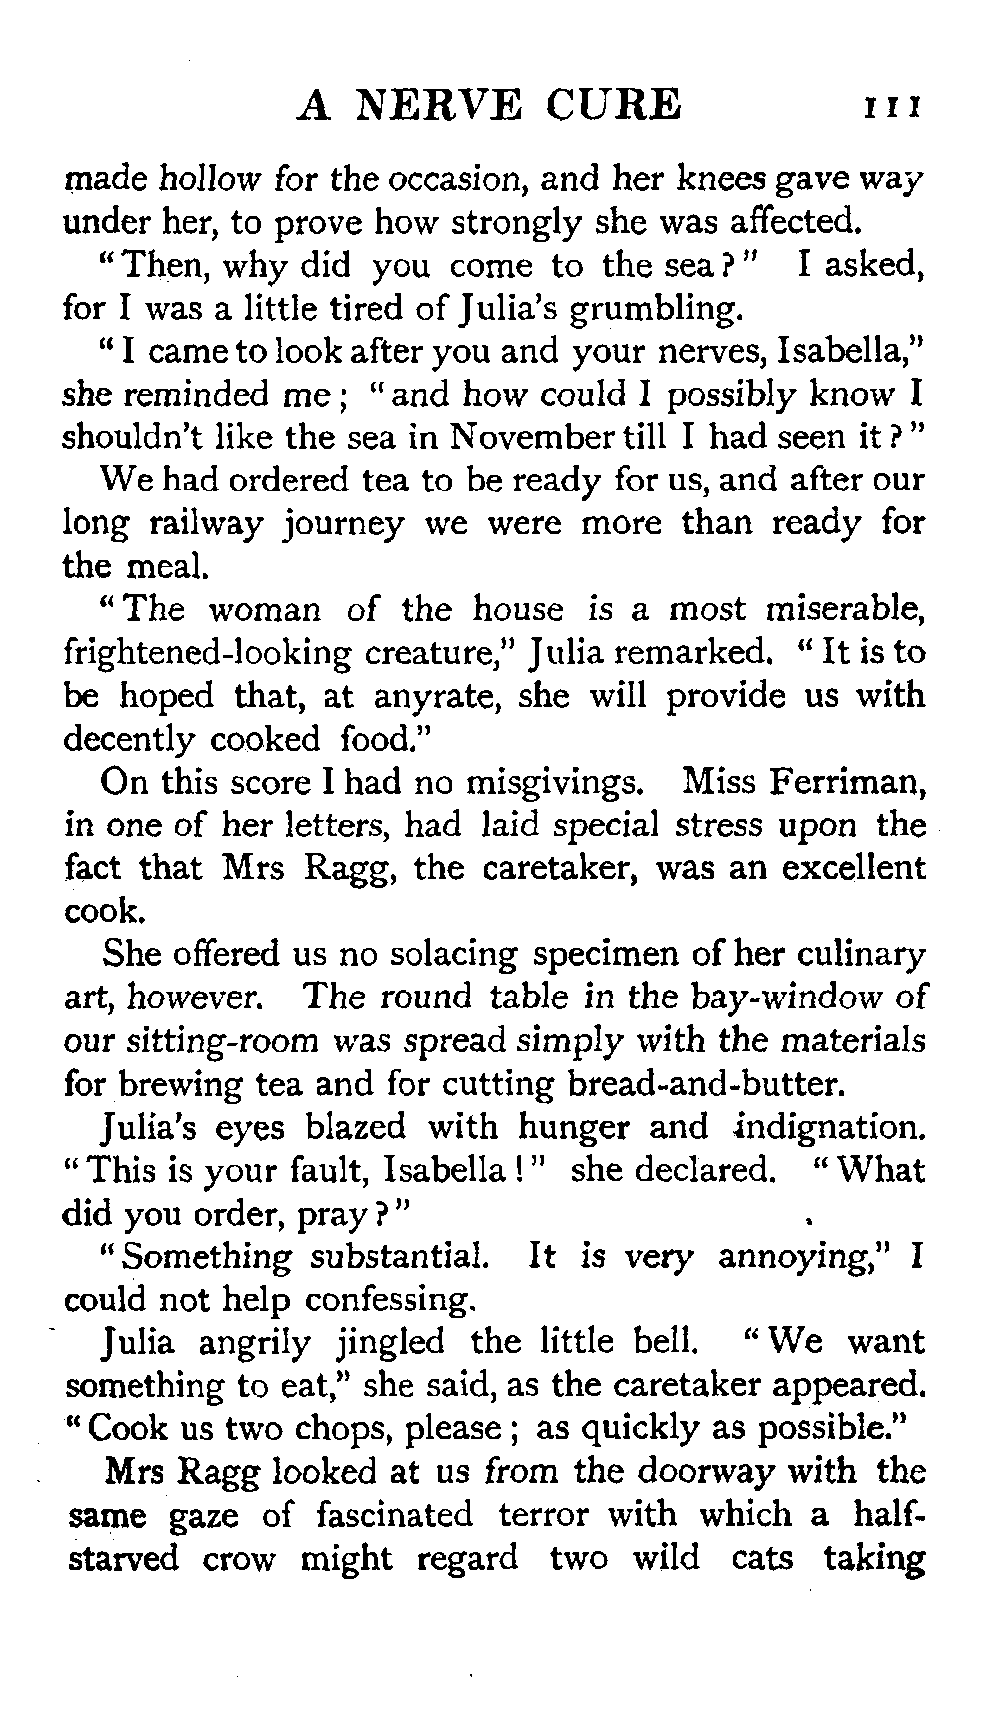 A NERVE CURE 111
made hollow for the occasion, and her knees gave way
under her, to prove how strongly she was affected.
“Then, why did you come to the sea?” I asked,
for I was a little tired of Julia’s grumbling.
“I came to look after you and your nerves, Isabella,”
she reminded me; “and how could I possibly know I
shouldn’t like the sea in November till I had seen it?”
We had ordered tea to be ready for us, and after our
long railway journey we were more than ready for
the meal.
“The woman of the house is a most miserable,
frightened-looking creature,” Julia remarked. “It is to
be hoped that, at anyrate, she will provide us with
decently cooked food.”
On this score I had no misgivings. Miss Ferriman,
in one of her letters, had laid special stress upon the
fact that Mrs Ragg, the caretaker, was an excellent
cook.
She offered us no solacing specimen of her culinary
art, however. The round table in the bay-window of
our sitting-room was spread simply with the materials
for brewing tea and for cutting bread-and-butter.
Julia’s eyes blazed with hunger and indignation.
“This is your fault, Isabella!” she declared. “What
did you order, pray?”
“Something substantial. It is very annoying,” I
could not help confessing.
Julia angrily jingled the little bell. “We want
something to eat,” she said, as the caretaker appeared.
“Cook us two chops, please; as quickly as possible.”
Mrs Ragg looked at us from the doorway with the
same gaze of fascinated terror with which a half-
starved crow might regard two wild cats taking